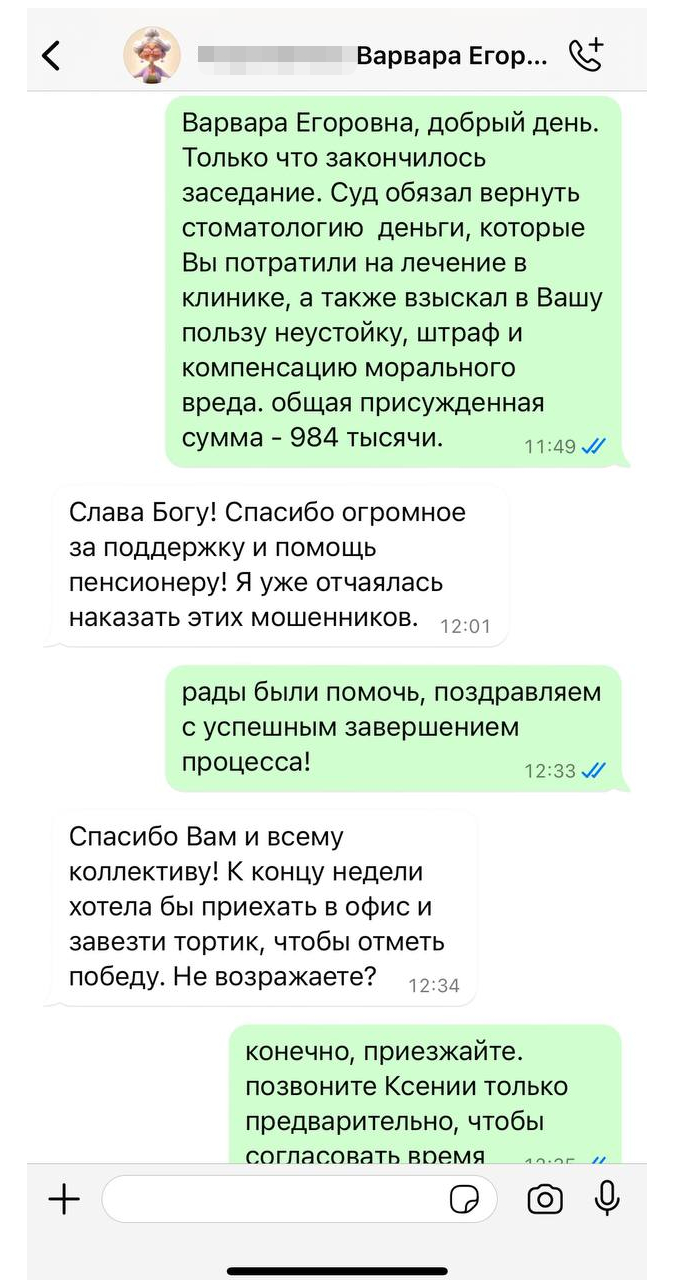 Варвара Егор...
Варвара Егоровна, добрый день.
Только что закончилось
заседание. Суд обязал вернуть
стоматологию деньги, которые
Вы потратили на лечение в
клинике, а также взыскал в Вашу
пользу неустойку, штраф и
компенсацию морального
вреда. общая присужденная
сумма - 984 тысячи.
11:49
Слава Богу! Спасибо огромное
за поддержку и помощь
пенсионеру! Я уже отчаялась
наказать этих мошенников.
12:01
рады были помочь, поздравляем
с успешным завершением
процесса!
12:33
Спасибо Вам и всему
коллективу! К концу недели
хотела бы приехать в офис и
завезти тортик, чтобы отметь
победу. Не возражаете?
12:34
конечно, приезжайте.
позвоните Ксении только
предварительно, чтобы
согласовать время
12:35